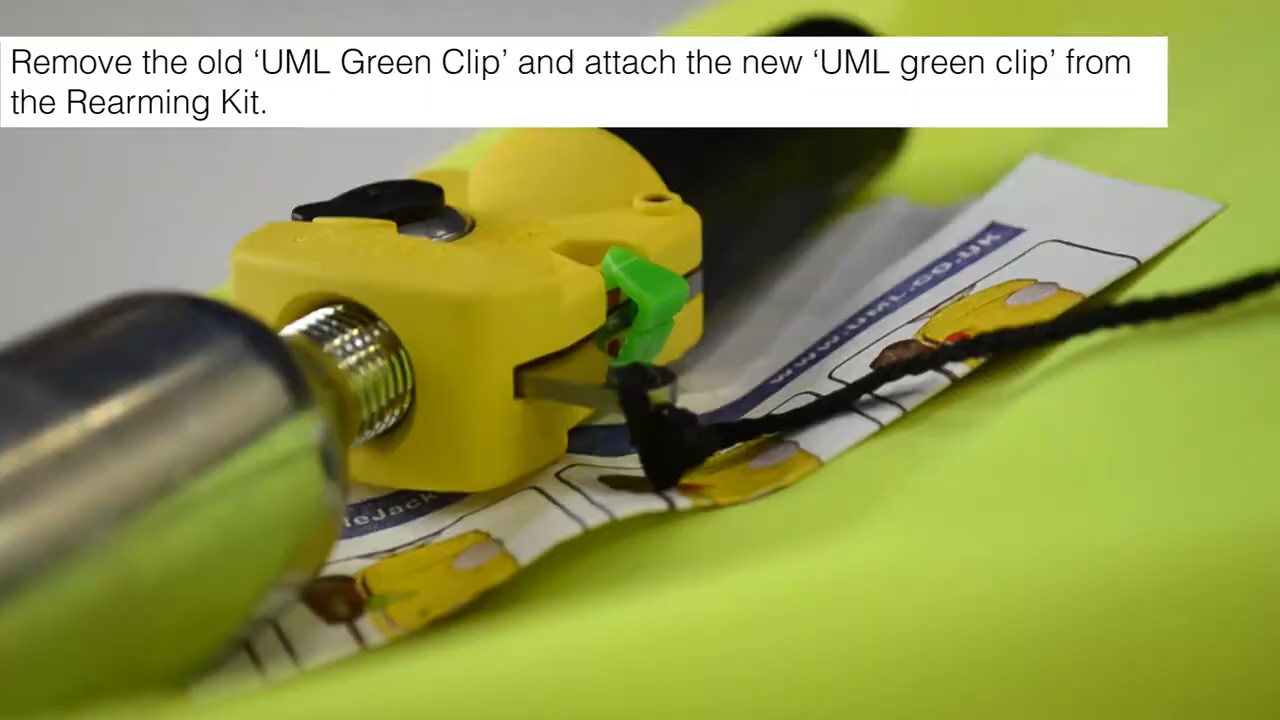 Remove the old ‘UML Green Clip’ and attach the new ‘UML green clip’ from
the Rearming Kit.
www.UML.co.uk